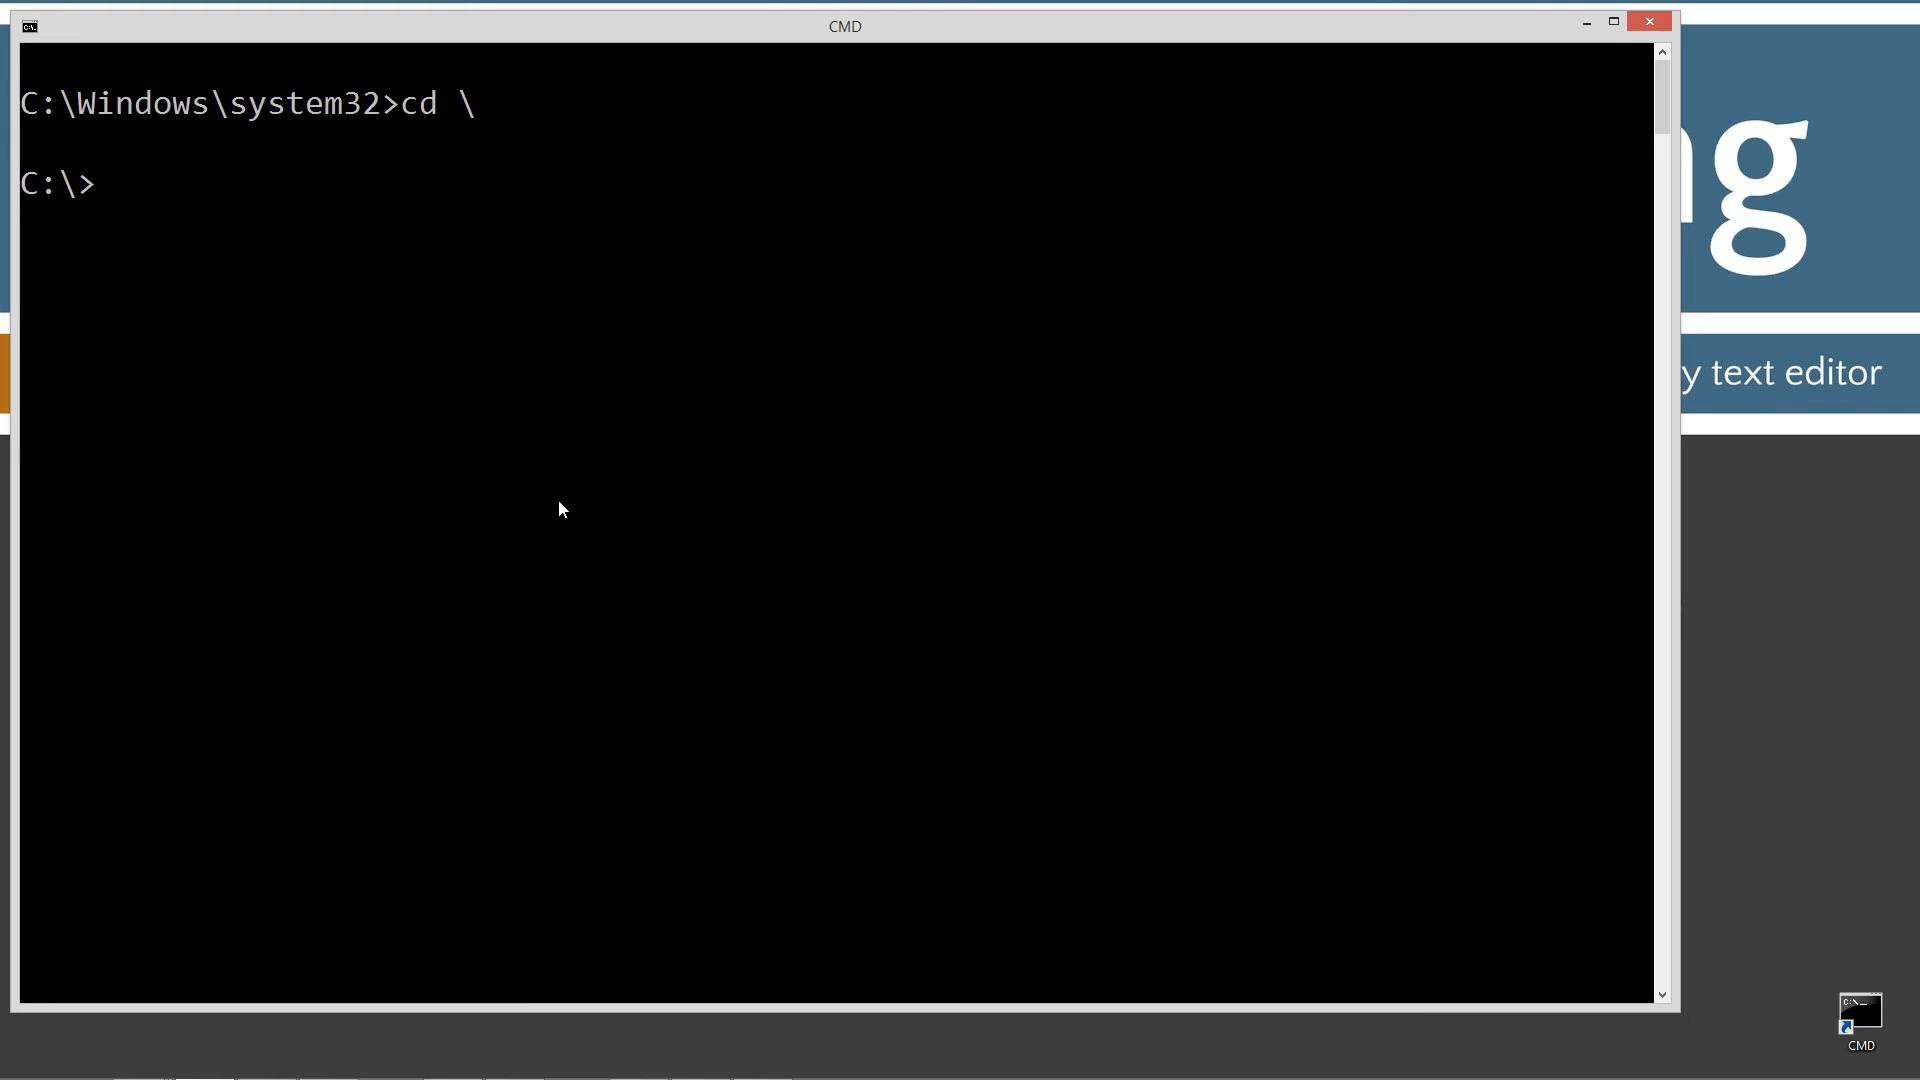 CMD
C:\Windows\system32>cd \
C:\>
g
y text editor
CMD